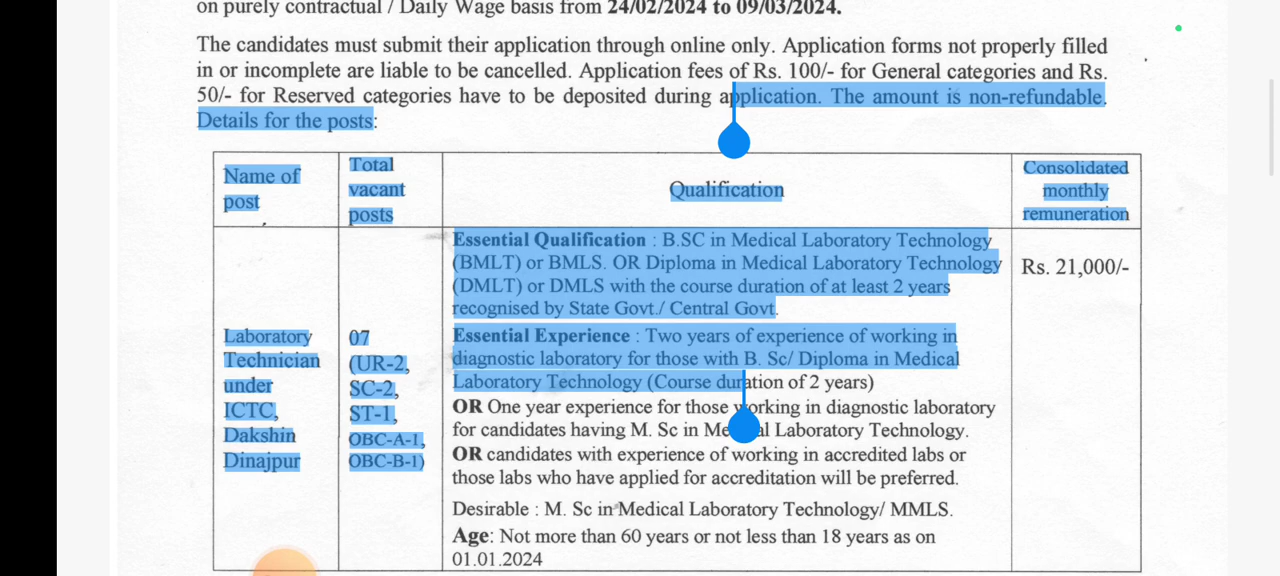 on purely contractual / Daily Wage basis from 24/02/2024 to 09/03/2024.
The candidates must submit their application through online only. Application forms not properly filled
in or incomplete are liable to be cancelled. Application fees of Rs. 100/- for General categories and Rs.
50/- for Reserved categories have to be deposited during application. The amount is non-refundable.
Details for the posts:
Name of
post
Total
vacant
posts
Qualification
Consolidated
monthly
remuneration
Laboratory
Technician
under
ICTC,
Dakshin
Dinajpur
07
(UR-2,
SC-2,
ST-1,
OBC-A-1,
OBC-B-1)
Essential Qualification : B.SC in Medical Laboratory Technology
(BMLT) or BMLS. OR Diploma in Medical Laboratory Technology
(DMLT) or DMLS with the course duration of at least 2 years
recognised by State Govt./ Central Govt.
Essential Experience : Two years of experience of working in
diagnostic laboratory for those with B. Sc/ Diploma in Medical
Laboratory Technology (Course duration of 2 years)
OR One year experience for those working in diagnostic laboratory
for candidates having M. Sc in Medical Laboratory Technology.
OR candidates with experience of working in accredited labs or
those labs who have applied for accreditation will be preferred.
Desirable : M. Sc in Medical Laboratory Technology/ MMLS.
Age: Not more than 60 years or not less than 18 years as on
01.01.2024
Rs. 21,000/-